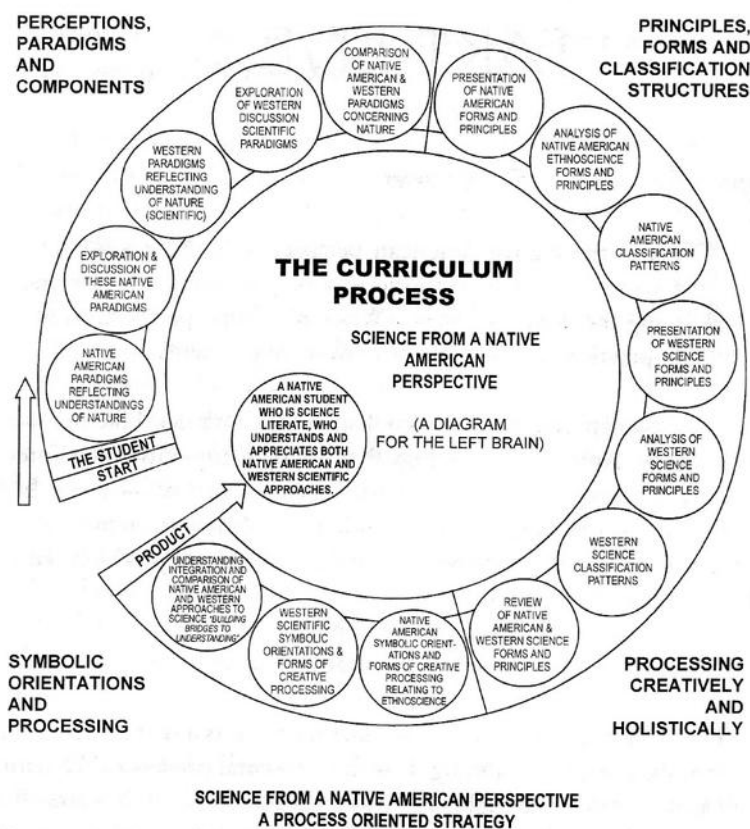 PERCEPTIONS,
PARADIGMS
AND
COMPONENTS
PRINCIPLES,
FORMS AND
CLASSIFICATION
STRUCTURES
THE STUDENT
START
NATIVE
AMERICAN
PARADIGMS
REFLECTING
UNDERSTANDINGS
OF NATURE
EXPLORATION &
DISCUSSION OF
THESE NATIVE
AMERICAN
PARADIGMS
WESTERN
PARADIGMS
REFLECTING
UNDERSTANDING
OF NATURE
(SCIENTIFIC)
EXPLORATION
OF WESTERN
DISCUSSION
SCIENTIFIC
PARADIGMS
COMPARISON
OF NATIVE
AMERICAN &
WESTERN
PARADIGMS
CONCERNING
NATURE
PRESENTATION
OF NATIVE
AMERICAN
FORMS AND
PRINCIPLES
ANALYSIS OF
NATIVE AMERICAN
ETHNOSCIENCE
FORMS AND
PRINCIPLES
NATIVE
AMERICAN
CLASSIFICATION
PATTERNS
PRESENTATION
OF WESTERN
SCIENCE
FORMS AND
PRINCIPLES
ANALYSIS OF
WESTERN
SCIENCE
FORMS AND
PRINCIPLES
WESTERN
SCIENCE
CLASSIFICATION
PATTERNS
REVIEW
OF NATIVE
AMERICAN &
WESTERN SCIENCE
FORMS AND
PRINCIPLES
NATIVE
AMERICAN
SYMBOLIC ORIENT-
ATIONS AND
FORMS OF CREATIVE
PROCESSING
RELATING TO
ETHNOSCIENCE
WESTERN
SCIENTIFIC
SYMBOLIC
ORIENTATIONS &
FORMS OF
CREATIVE
PROCESSING
UNDERSTANDING
INTEGRATION AND
COMPARISON OF
NATIVE AMERICAN
AND WESTERN
APPROACHES TO
SCIENCE "BUILDING
BRIDGES TO
UNDERSTANDING"
PRODUCT
THE CURRICULUM
PROCESS
SCIENCE FROM A NATIVE
AMERICAN
PERSPECTIVE
(A DIAGRAM
FOR THE LEFT BRAIN)
A NATIVE
AMERICAN STUDENT
WHO IS SCIENCE
LITERATE, WHO
UNDERSTANDS AND
APPRECIATES BOTH
NATIVE AMERICAN AND
WESTERN SCIENTIFIC
APPROACHES.
SYMBOLIC
ORIENTATIONS
AND
PROCESSING
PROCESSING
CREATIVELY
AND
HOLISTICALLY
SCIENCE FROM A NATIVE AMERICAN PERSPECTIVE
A PROCESS ORIENTED STRATEGY